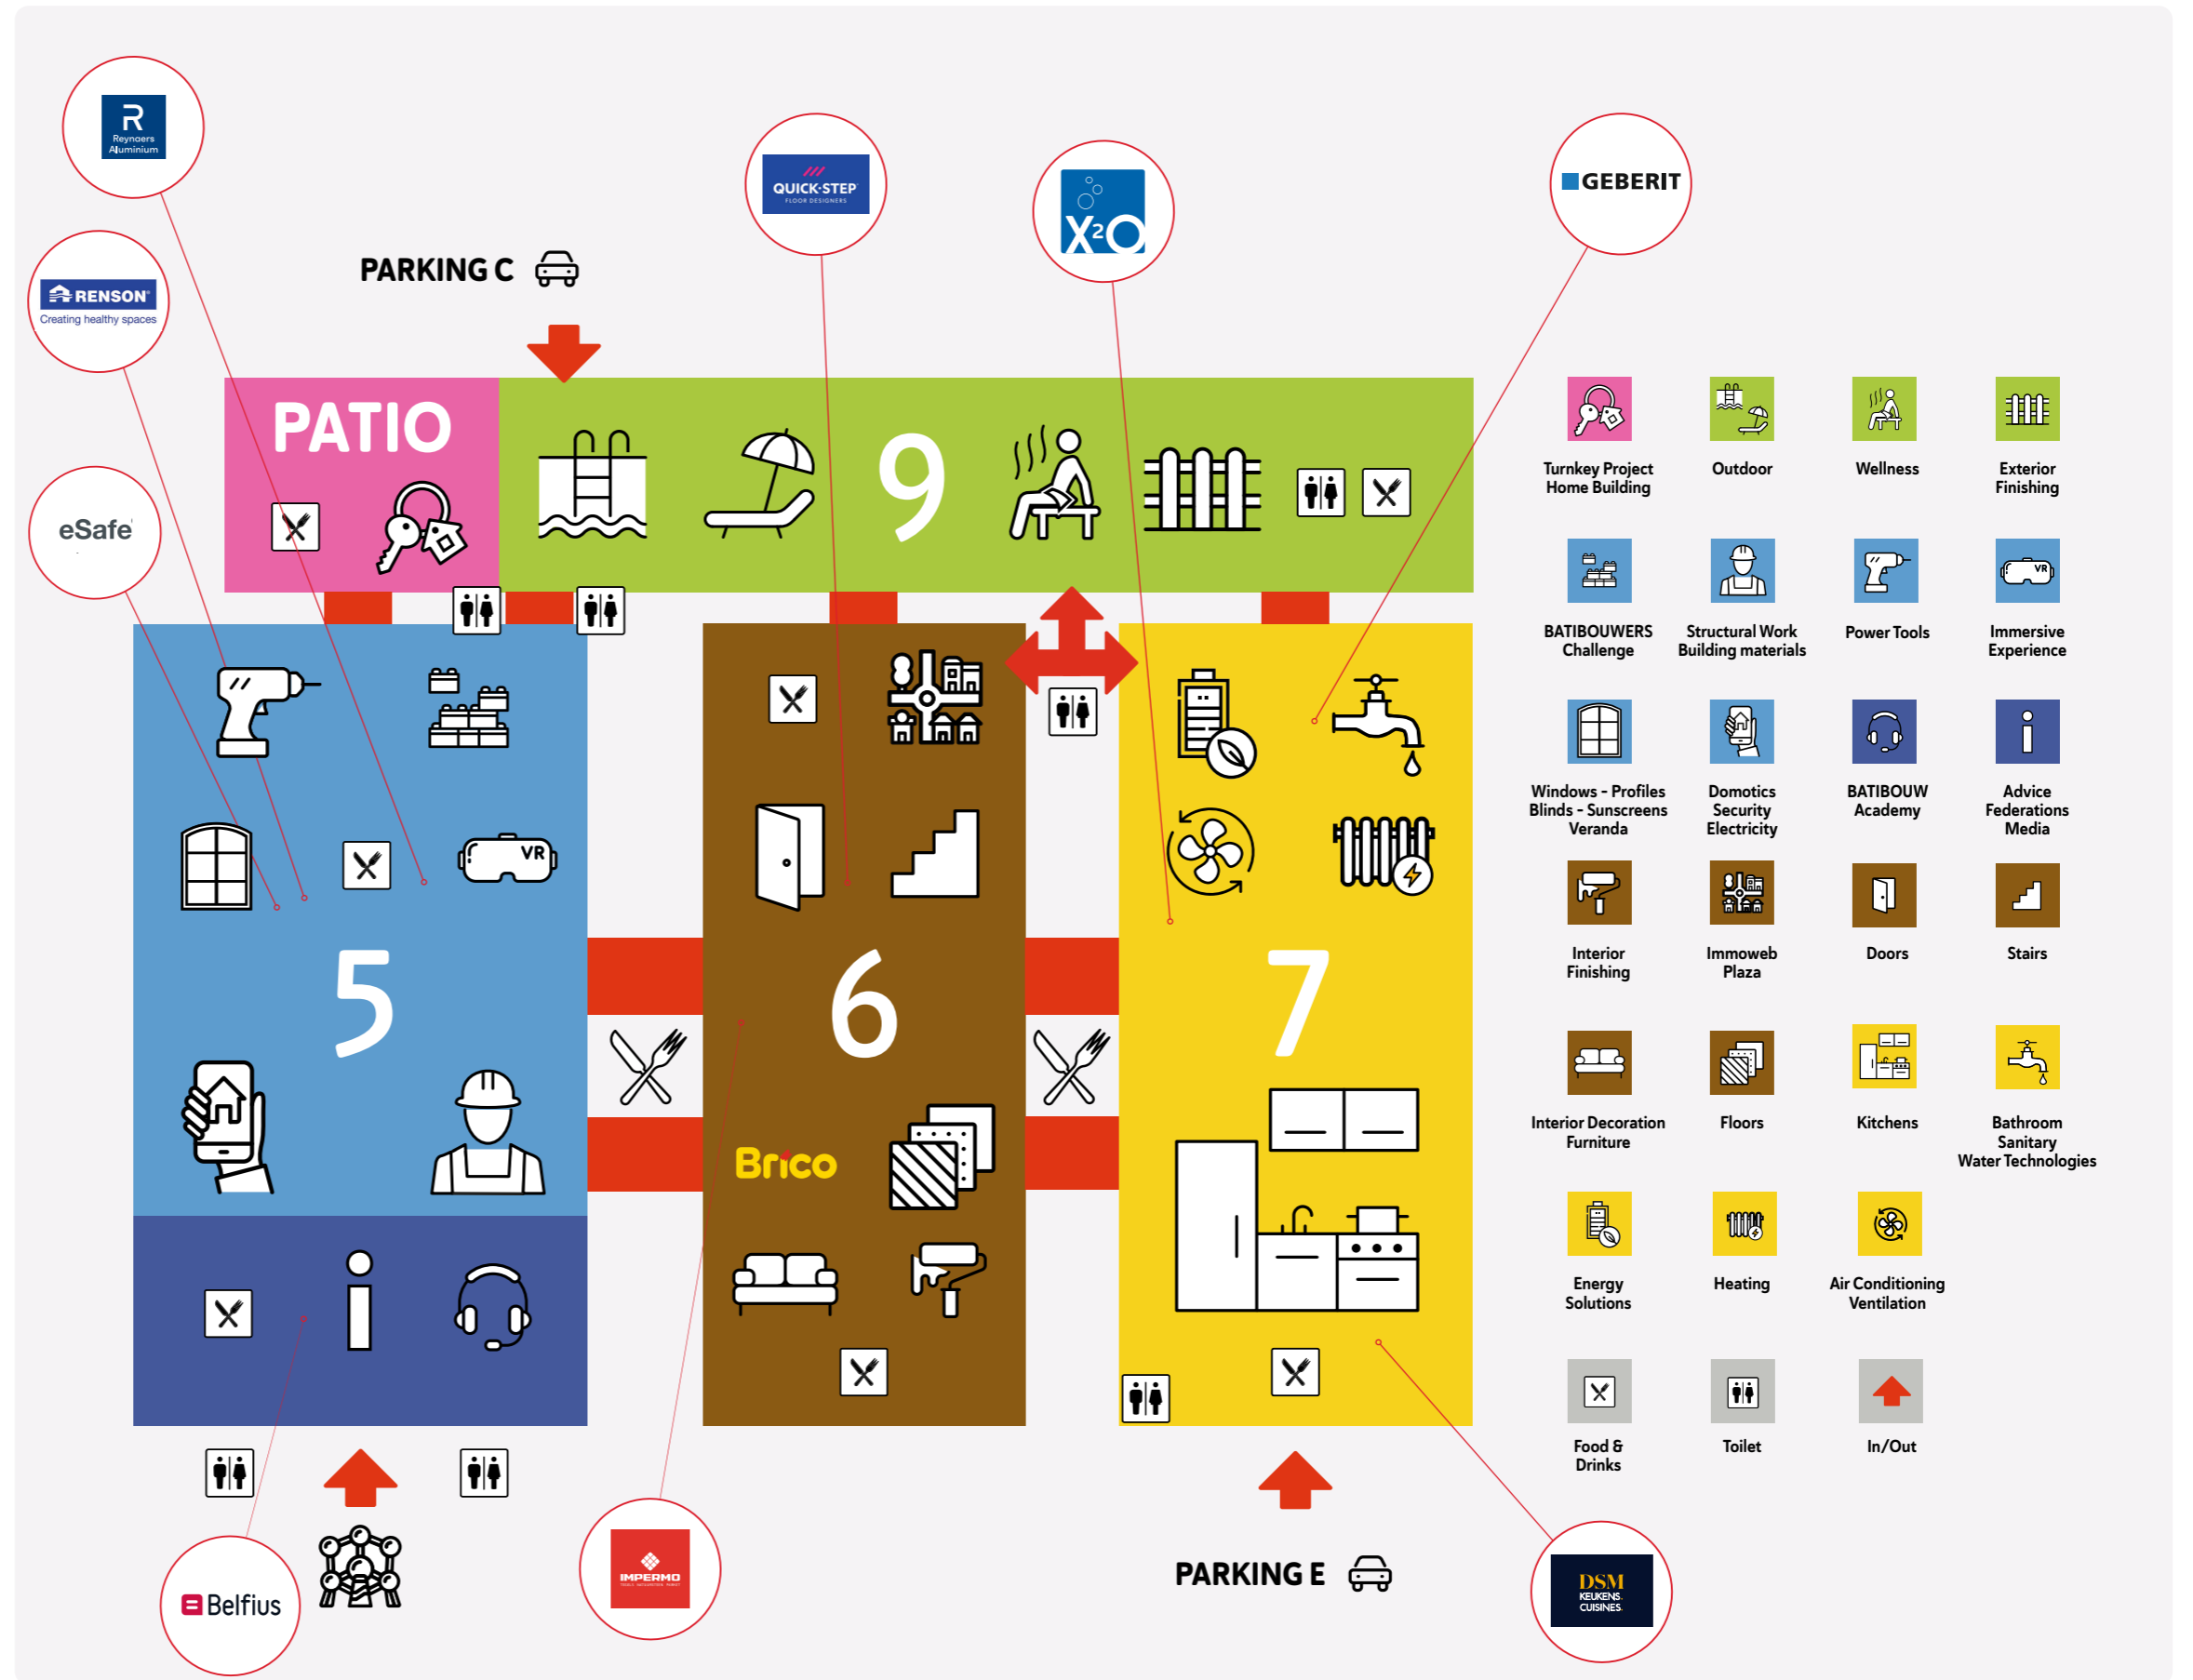 R
Reynaers
Aluminium
QUICK·STEP
FLOOR DESIGNERS
X²O
GEBERIT
PARKING C
RENSON
Creating healthy spaces
eSafe
PATIO
9
VR
5
6
7
Brico
Turnkey Project
Home Building
Outdoor
Wellness
Exterior
Finishing
VR
BATIBOUWERS
Challenge
Structural Work
Building materials
Power Tools
Immersive
Experience
Windows - Profiles
Blinds - Sunscreens
Veranda
Domotics
Security
Electricity
BATIBOUW
Academy
Advice
Federations
Media
Interior
Finishing
Immoweb
Plaza
Doors
Stairs
Interior Decoration
Furniture
Floors
Kitchens
Bathroom
Sanitary
Water Technologies
Energy
Solutions
Heating
Air Conditioning
Ventilation
Food &
Drinks
Toilet
In/Out
Belfius
IMPERMO
PARKING E
DSM
KEUKENS.
CUISINES.